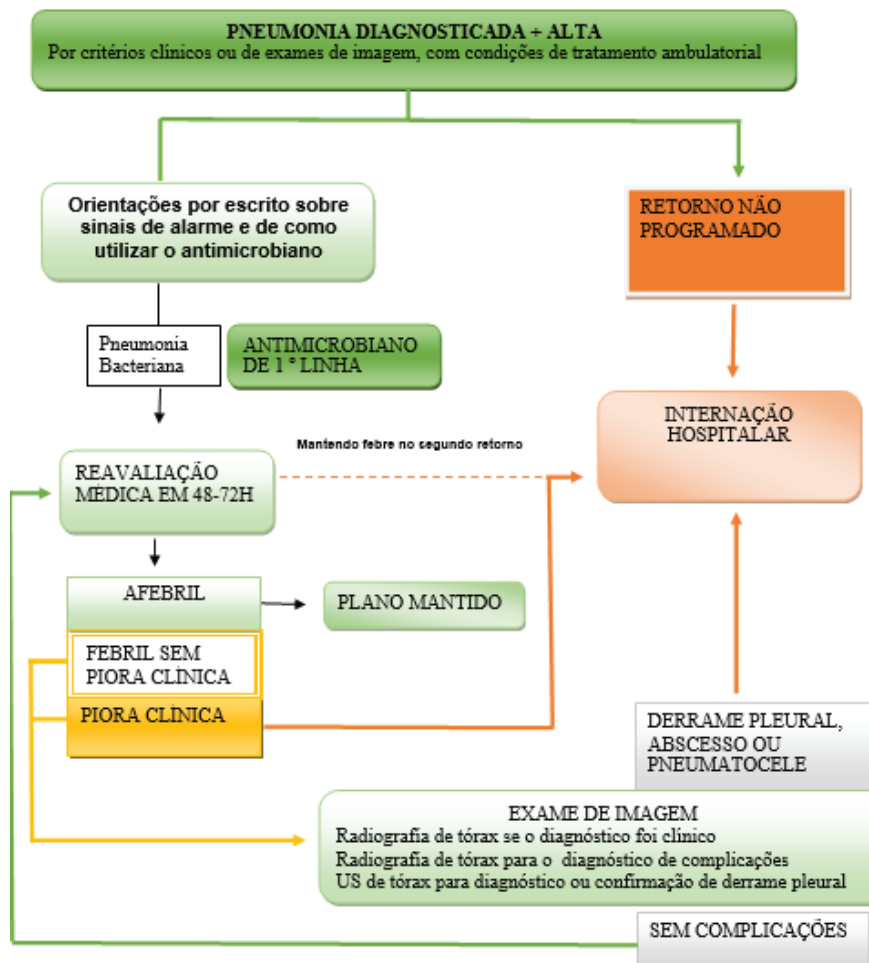 PNEUMONIA DIAGNOSTICADA + ALTA
Por critérios clínicos ou de exames de imagem, com condições de tratamento ambulatorial
Orientações por escrito sobre
sinais de alarme e de como
utilizar o antimicrobiano
RETORNO NÃO
PROGRAMADO
Pneumonia
Bacteriana
ANTIMICROBIANO
DE 1 º LINHA
INTERNAÇÃO
HOSPITALAR
Mantendo febre no segundo retorno
REAVALIAÇÃO
MÉDICA EM 48-72H
AFEBRIL
PLANO MANTIDO
FEBRIL SEM
PIORA CLÍNICA
PIORA CLÍNICA
DERRAME PLEURAL,
ABSCESSO OU
PNEUMATOCELE
EXAME DE IMAGEM
Radiografia de tórax se o diagnóstico foi clínico
Radiografia de tórax para o diagnóstico de complicações
US de tórax para diagnóstico ou confirmação de derrame pleural
SEM COMPLICAÇÕES